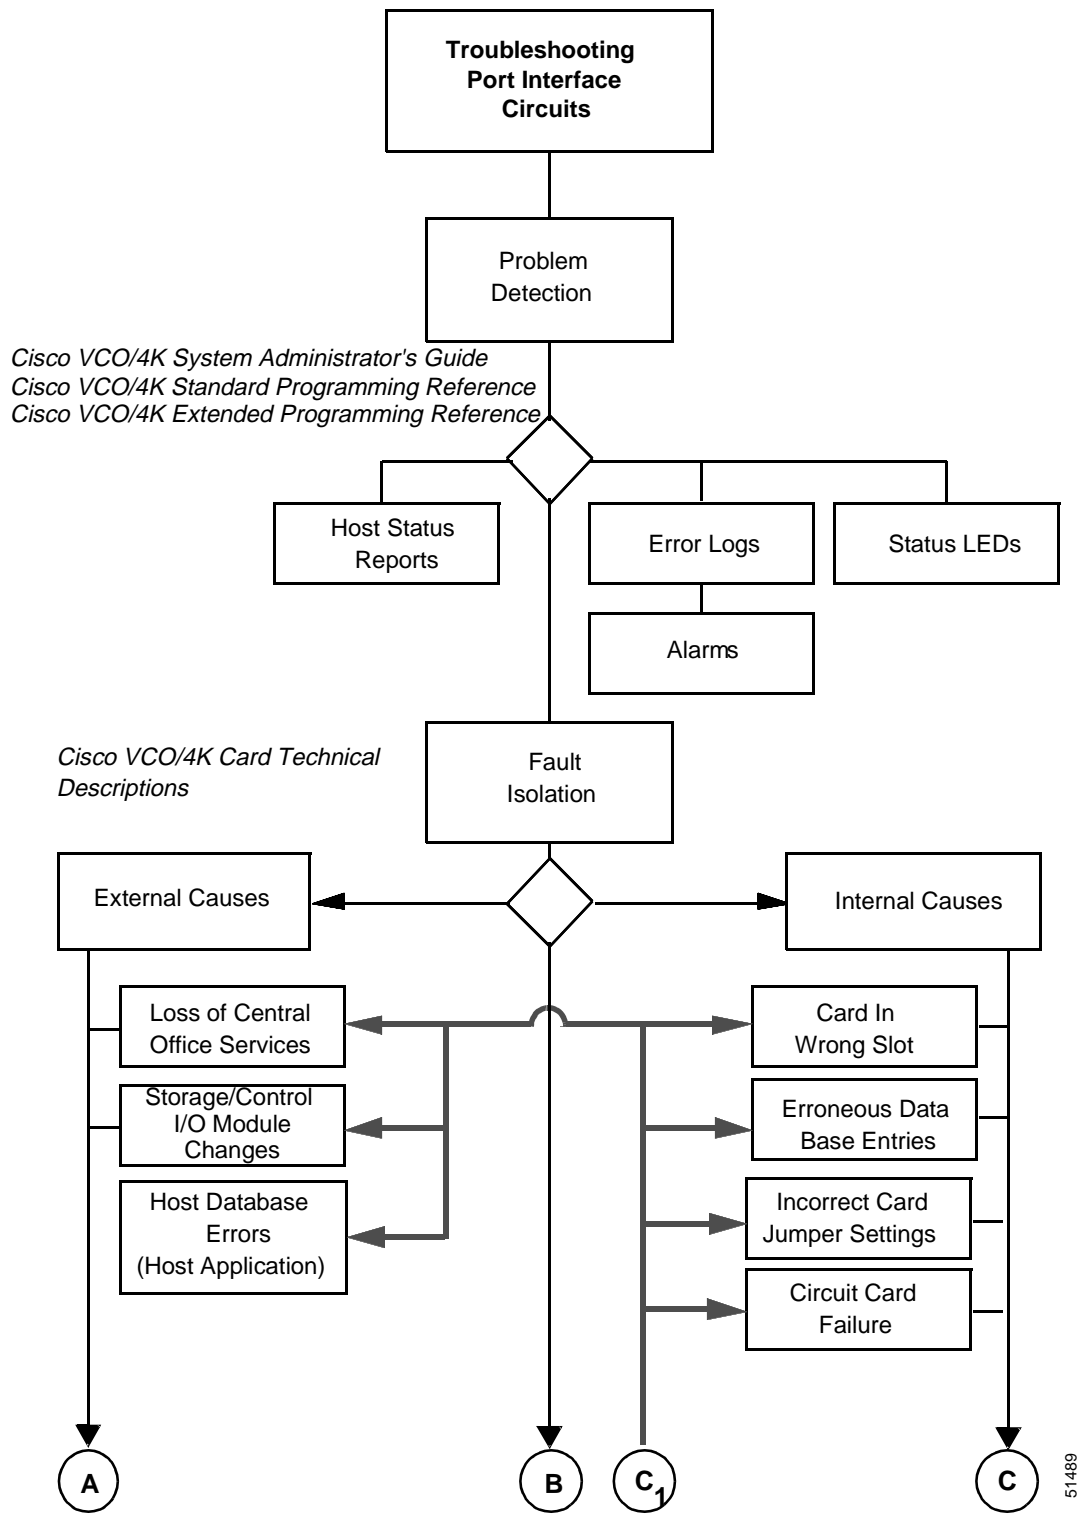 Troubleshooting
Port Interface
Circuits
Problem
Detection
Cisco VCO/4K System Administrator's Guide
Cisco VCO/4K Standard Programming Reference
Cisco VCO/4K Extended Programming Reference
Host Status
Reports
Error Logs
Status LEDs
Alarms
Cisco VCO/4K Card Technical
Descriptions
Fault
Isolation
External Causes
Internal Causes
Loss of Central
Office Services
Card In
Wrong Slot
Storage/Control
I/O Module
Changes
Erroneous Data
Base Entries
Host Database
Errors
(Host Application)
Incorrect Card
Jumper Settings
Circuit Card
Failure
A
B
C1
C
51489